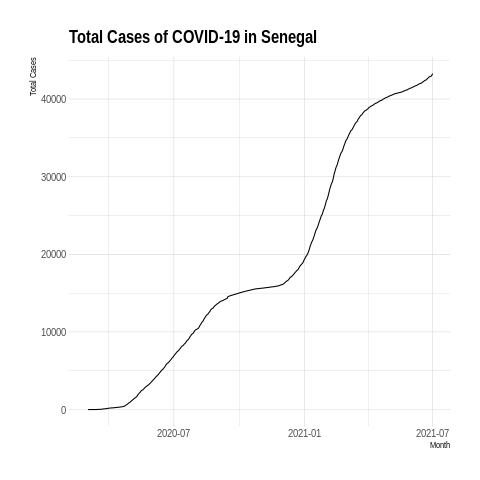 Total Cases of COVID-19 in Senegal
Total Cases
40000
30000
20000
10000
0
2020-07
2021-01
2021-07
Month